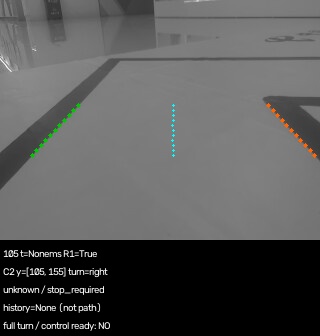 105 t=Nonems R1=True
C2 y=[105, 155] turn=right
unknown / stop_required
history=None (not path)
full turn / control ready: NO